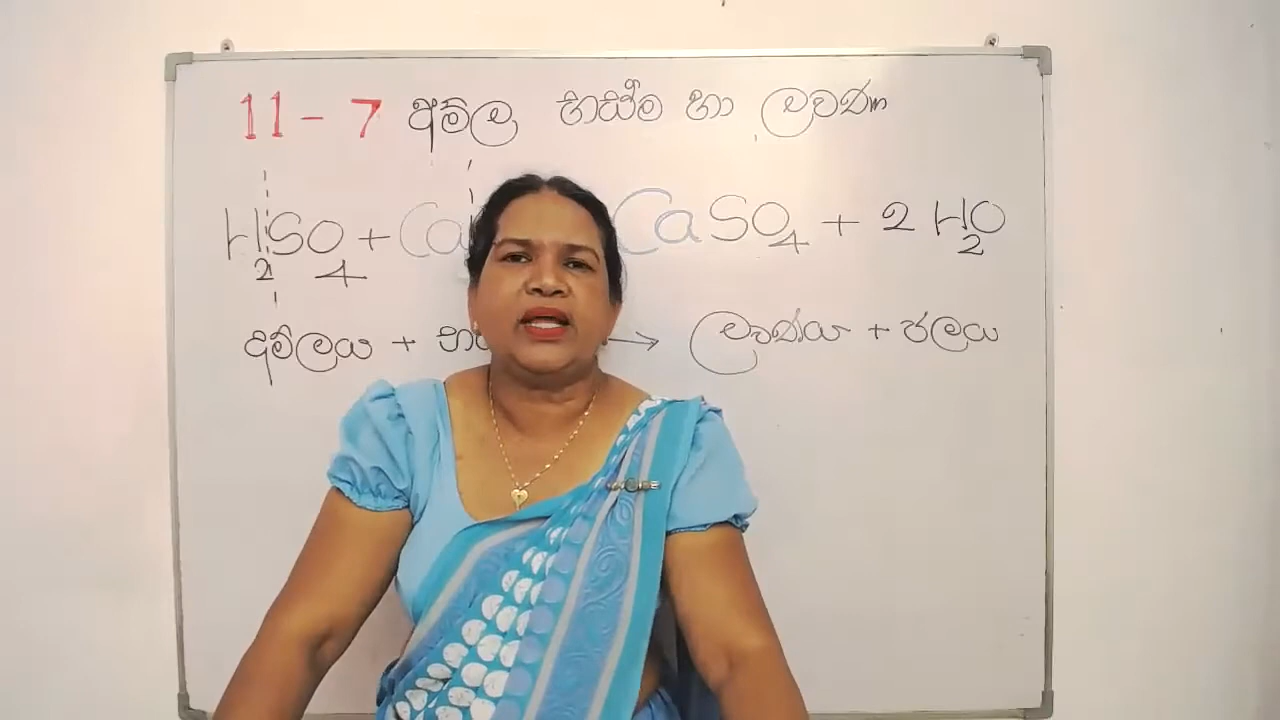 11 - 7 අම්ල භස්ම හා ලවණ
H₂SO₄ + Ca CaSO₄ + 2 H₂O
අම්ලය + → ලවණය + ජලය